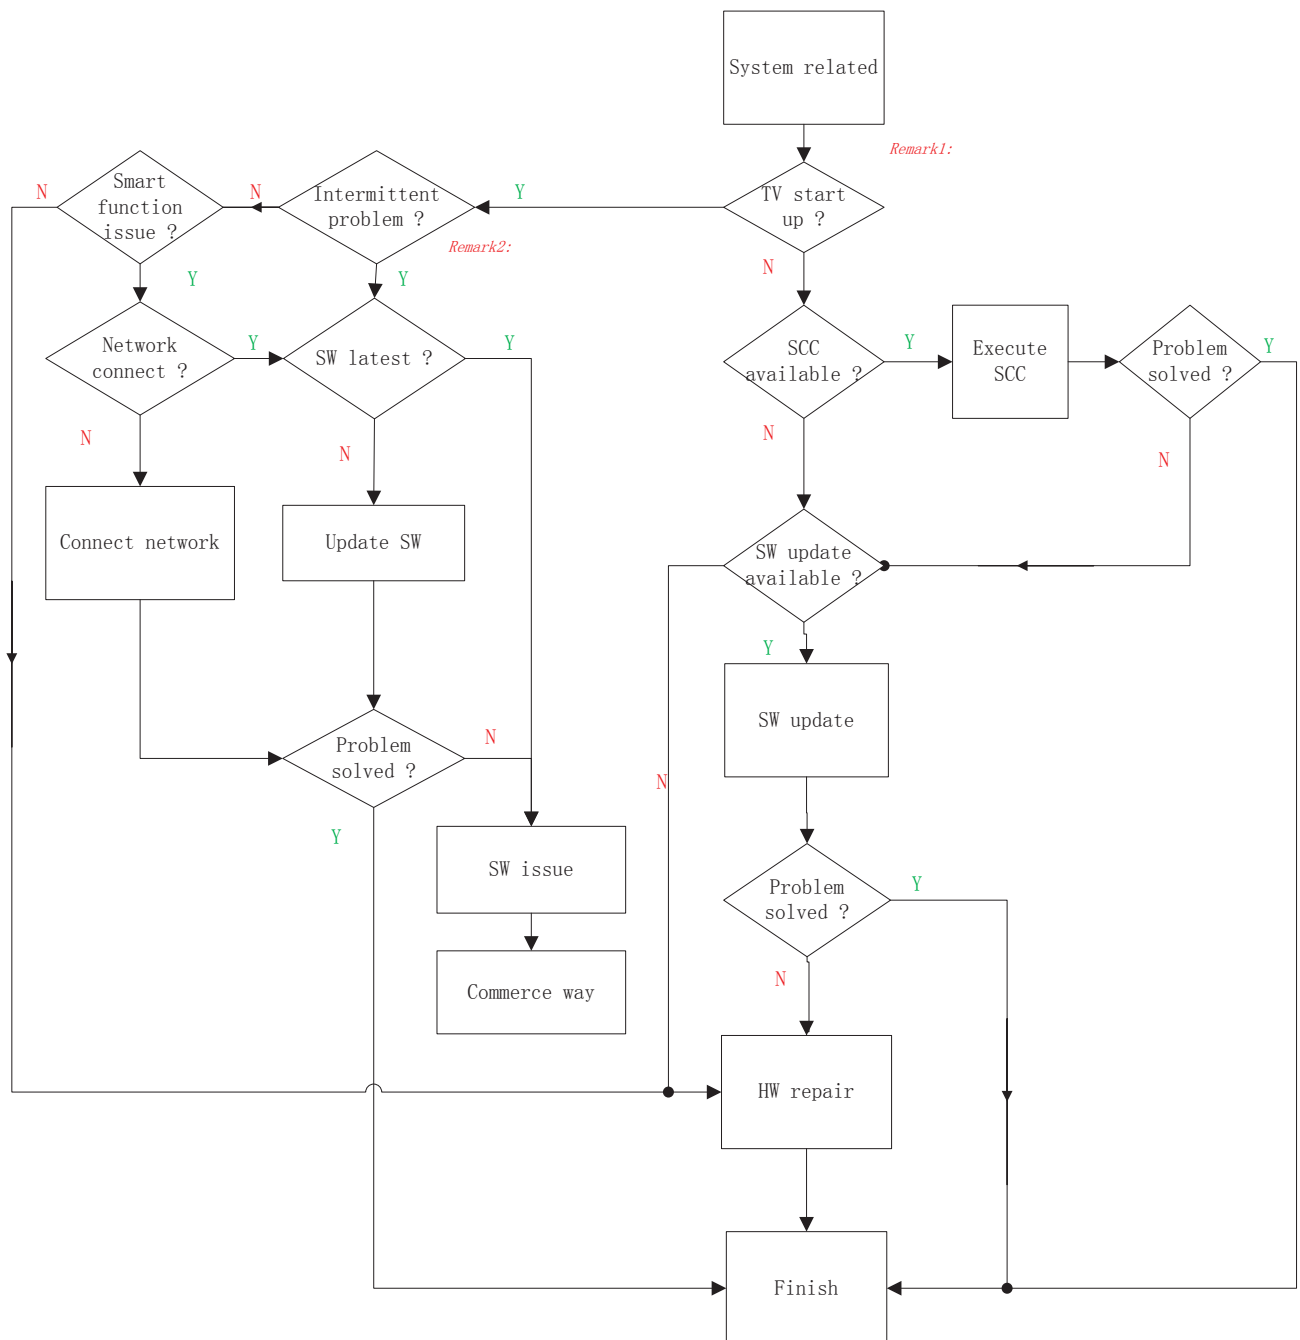 System related
Remark1:
TV start
up ?
Y
N
Intermittent
problem ?
Remark2:
N
Y
Smart
function
issue ?
N
Y
Network
connect ?
Y
N
SW latest ?
Y
N
SCC
available ?
Y
N
Execute
SCC
Problem
solved ?
Y
N
Connect network
Update SW
SW update
available ?
Y
N
SW update
Problem
solved ?
N
Y
SW issue
Commerce way
Problem
solved ?
Y
N
HW repair
Finish